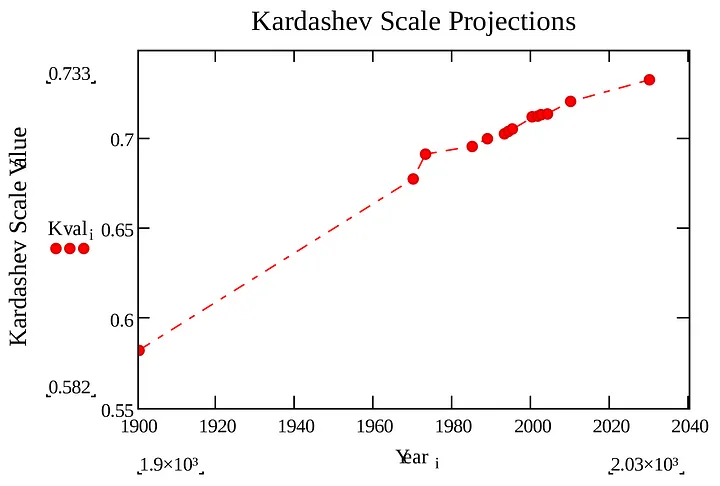 Kardashev Scale Projections
Kardashev Scale Value
0.733
0.7
Kval i
0.65
0.6
0.582
0.55
1900 1920 1940 1960 1980 2000 2020 2040
Year i
1.9×10³ 2.03×10³